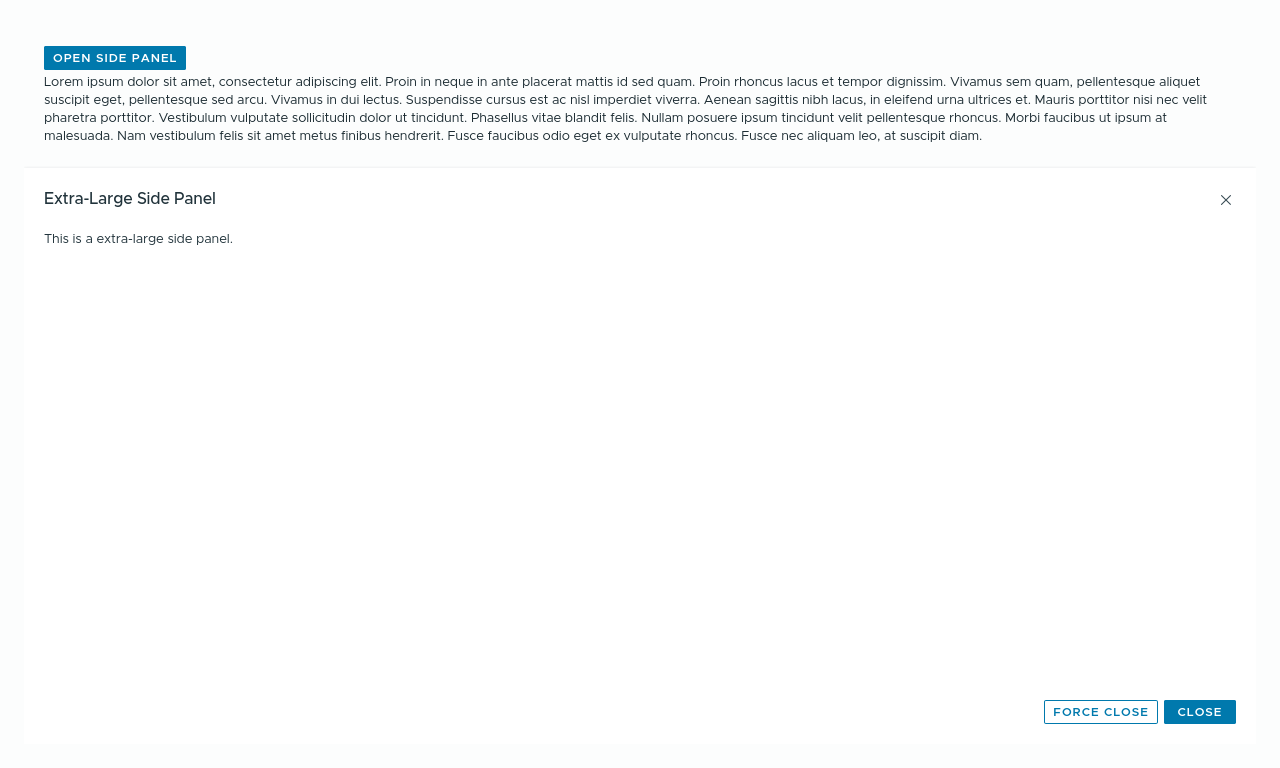 OPEN SIDE PANEL
Lorem ipsum dolor sit amet, consectetur adipiscing elit. Proin in neque in ante placerat mattis id sed quam. Proin rhoncus lacus et tempor dignissim. Vivamus sem quam, pellentesque aliquet
suscipit eget, pellentesque sed arcu. Vivamus in dui lectus. Suspendisse cursus est ac nisl imperdiet viverra. Aenean sagittis nibh lacus, in eleifend urna ultrices et. Mauris porttitor nisi nec velit
pharetra porttitor. Vestibulum vulputate sollicitudin dolor ut tincidunt. Phasellus vitae blandit felis. Nullam posuere ipsum tincidunt velit pellentesque rhoncus. Morbi faucibus ut ipsum at
malesuada. Nam vestibulum felis sit amet metus finibus hendrerit. Fusce faucibus odio eget ex vulputate rhoncus. Fusce nec aliquam leo, at suscipit diam.
Extra-Large Side Panel
This is a extra-large side panel.
FORCE CLOSE
CLOSE